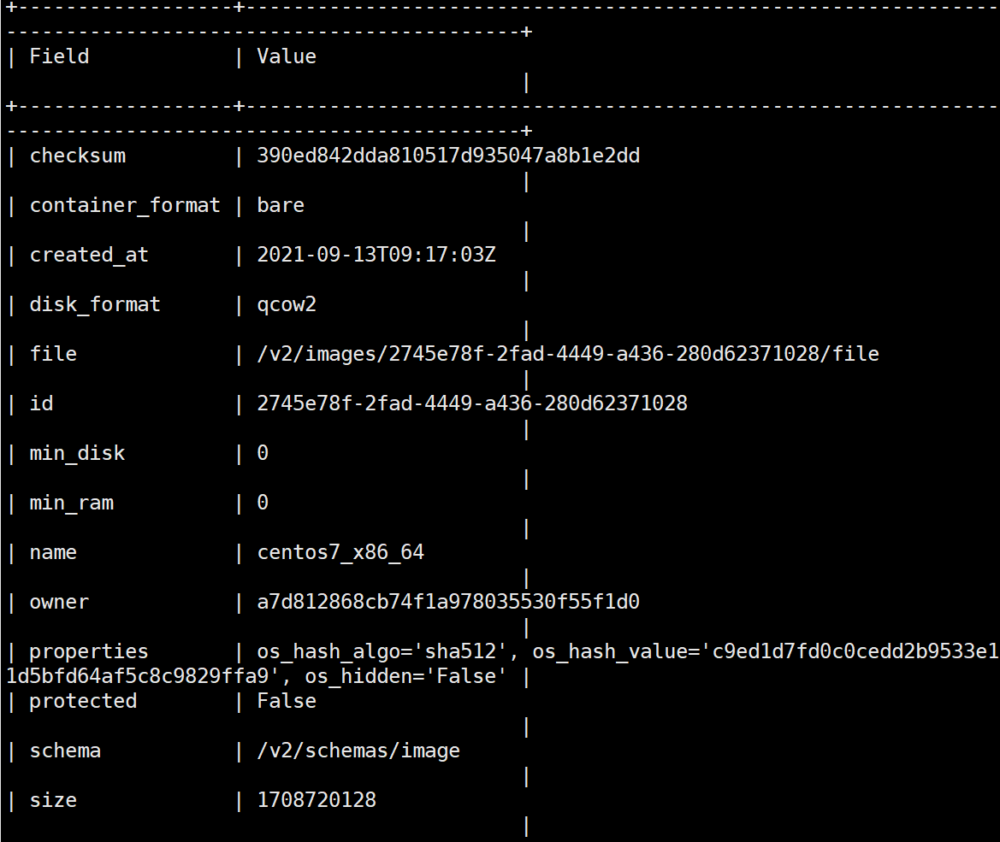 +------------------+---------------------------------------------------------------
-------------------------------------------+
| Field            | Value
                                           |
+------------------+---------------------------------------------------------------
-------------------------------------------+
| checksum         | 390ed842dda810517d935047a8b1e2dd
                                           |
| container_format | bare
                                           |
| created_at       | 2021-09-13T09:17:03Z
                                           |
| disk_format      | qcow2
                                           |
| file             | /v2/images/2745e78f-2fad-4449-a436-280d62371028/file
                                           |
| id               | 2745e78f-2fad-4449-a436-280d62371028
                                           |
| min_disk         | 0
                                           |
| min_ram          | 0
                                           |
| name             | centos7_x86_64
                                           |
| owner            | a7d812868cb74f1a978035530f55f1d0
                                           |
| properties       | os_hash_algo='sha512', os_hash_value='c9ed1d7fd0c0cedd2b9533e1
1d5bfd64af5c8c9829ffa9', os_hidden='False' |
| protected        | False
                                           |
| schema           | /v2/schemas/image
                                           |
| size             | 1708720128
                                           |